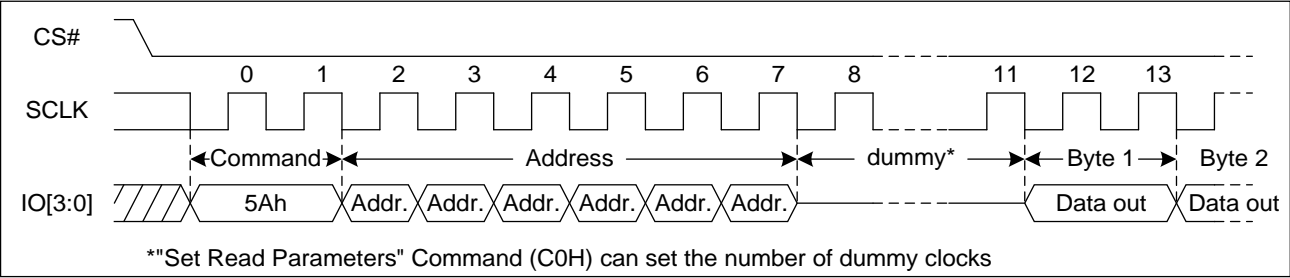 CS#
0 1 2 3 4 5 6 7 8 11 12 13
SCLK
Command Address dummy* Byte 1 Byte 2
IO[3:0] 5Ah Addr. Addr. Addr. Addr. Addr. Addr. Data out Data out
*"Set Read Parameters" Command (C0H) can set the number of dummy clocks